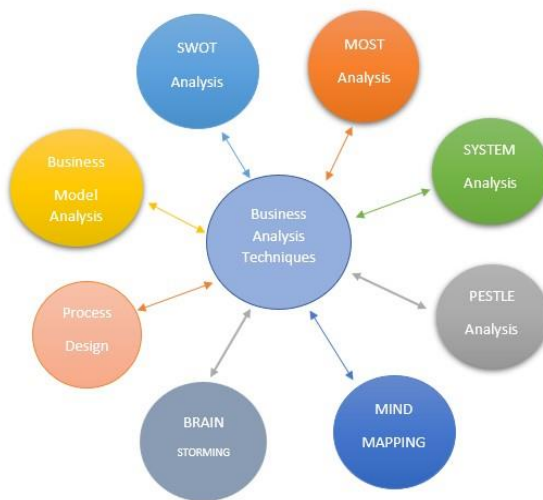 SWOT
Analysis
MOST
Analysis
SYSTEM
Analysis
Business
Model
Analysis
Business
Analysis
Techniques
PESTLE
Analysis
Process
Design
BRAIN
STORMING
MIND
MAPPING